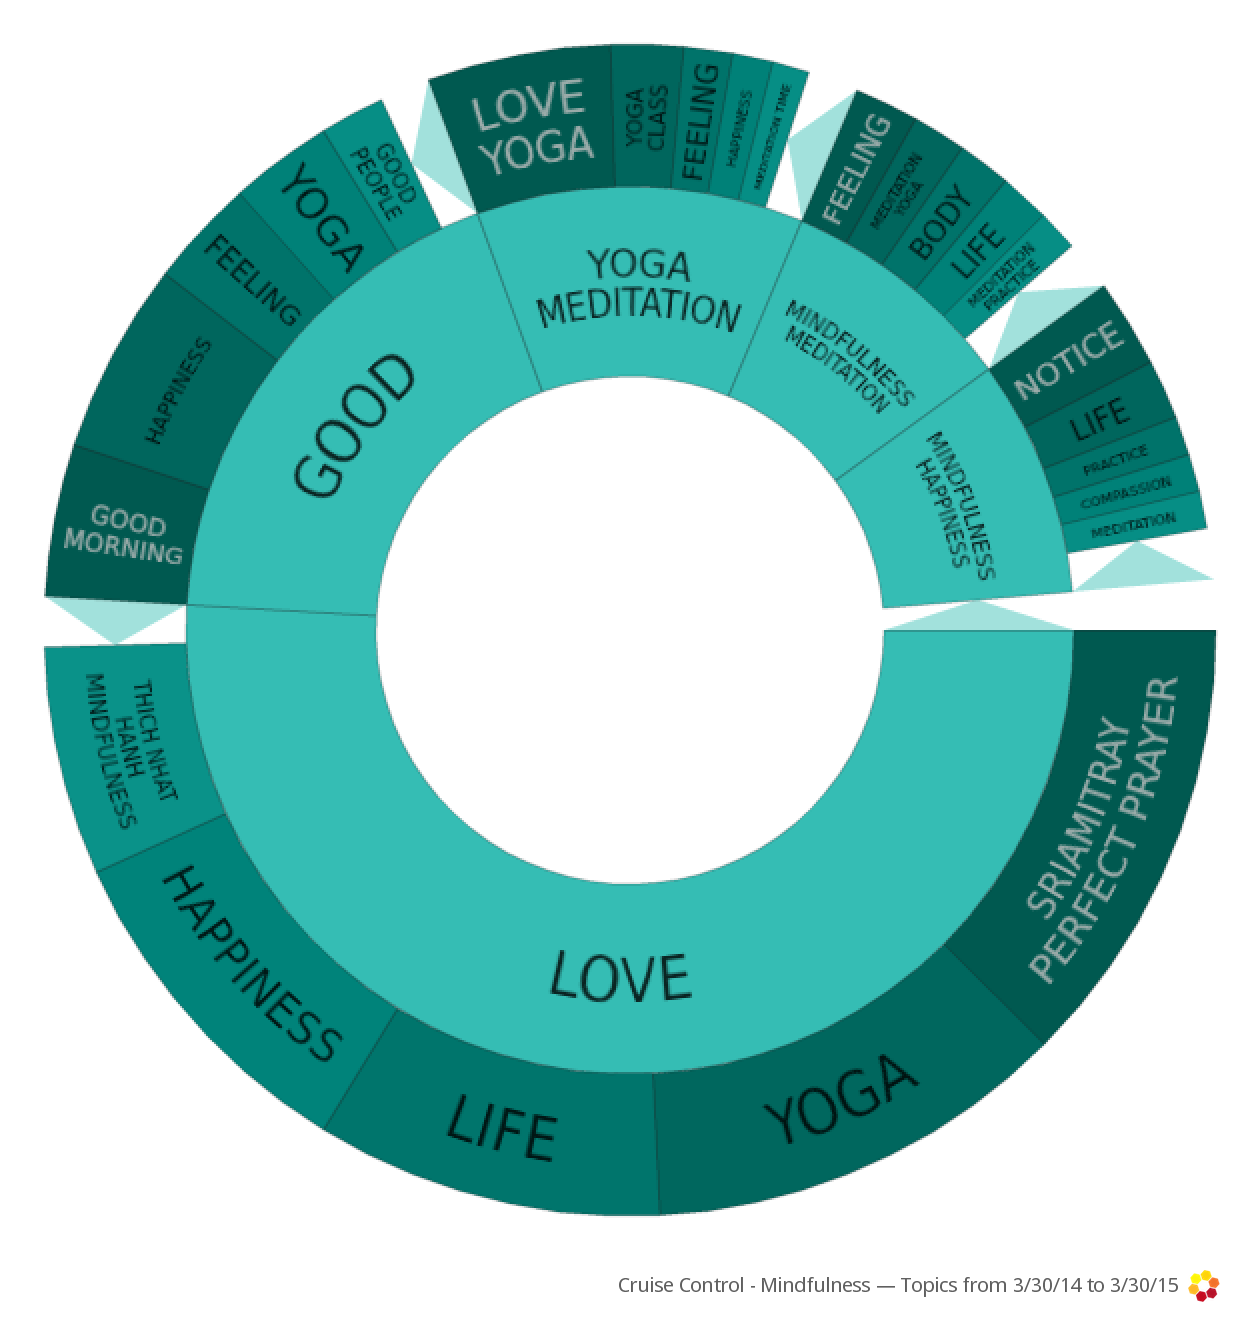 LOVE
YOGA
YOGA
CLASS
FEELING
HAPPINESS
MEDITATION TIME
FEELING
MEDITATION
YOGA
BODY
LIFE
MEDITATION
PRACTICE
NOTICE
LIFE
PRACTICE
COMPASSION
MEDITATION
GOOD
PEOPLE
YOGA
FEELING
HAPPINESS
GOOD
MORNING
YOGA
MEDITATION
MINDFULNESS
MEDITATION
MINDFULNESS
HAPPINESS
GOOD
LOVE
THICH NHAT
HANH
MINDFULNESS
HAPPINESS
LIFE
YOGA
SRIAMITRAY
PERFECT PRAYER
Cruise Control - Mindfulness — Topics from 3/30/14 to 3/30/15